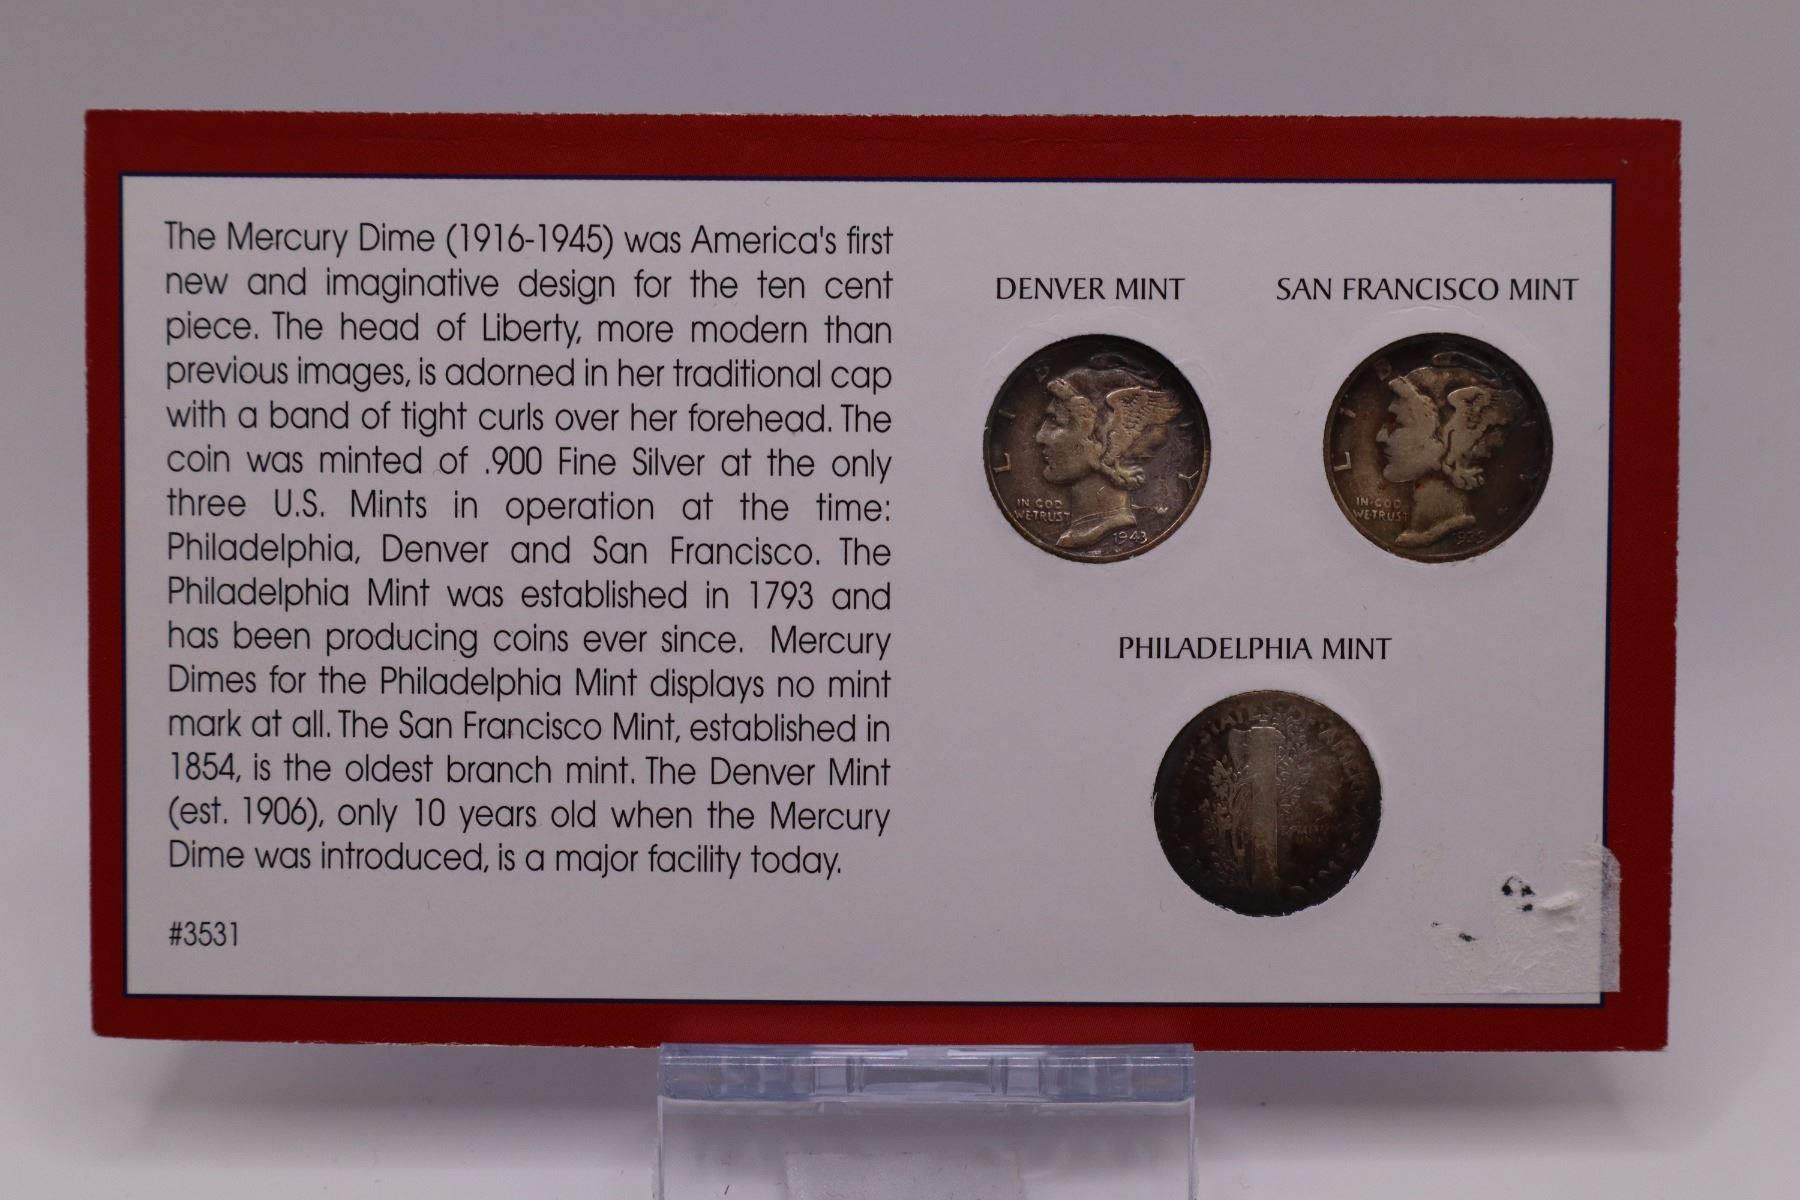 The Mercury Dime (1916-1945) was America's first
new and imaginative design for the ten cent
piece. The head of Liberty, more modern than
previous images, is adorned in her traditional cap
with a band of tight curls over her forehead. The
coin was minted of .900 Fine Silver at the only
three U.S. Mints in operation at the time:
Philadelphia, Denver and San Francisco. The
Philadelphia Mint was established in 1793 and
has been producing coins ever since. Mercury
Dimes for the Philadelphia Mint displays no mint
mark at all. The San Francisco Mint, established in
1854, is the oldest branch mint. The Denver Mint
(est. 1906), only 10 years old when the Mercury
Dime was introduced, is a major facility today.
#3531
DENVER MINT
LIBERTY
IN GOD
WE TRUST
1943
SAN FRANCISCO MINT
LIBERTY
IN GOD
WE TRUST
PHILADELPHIA MINT
STATES OF AMERICA
DIME